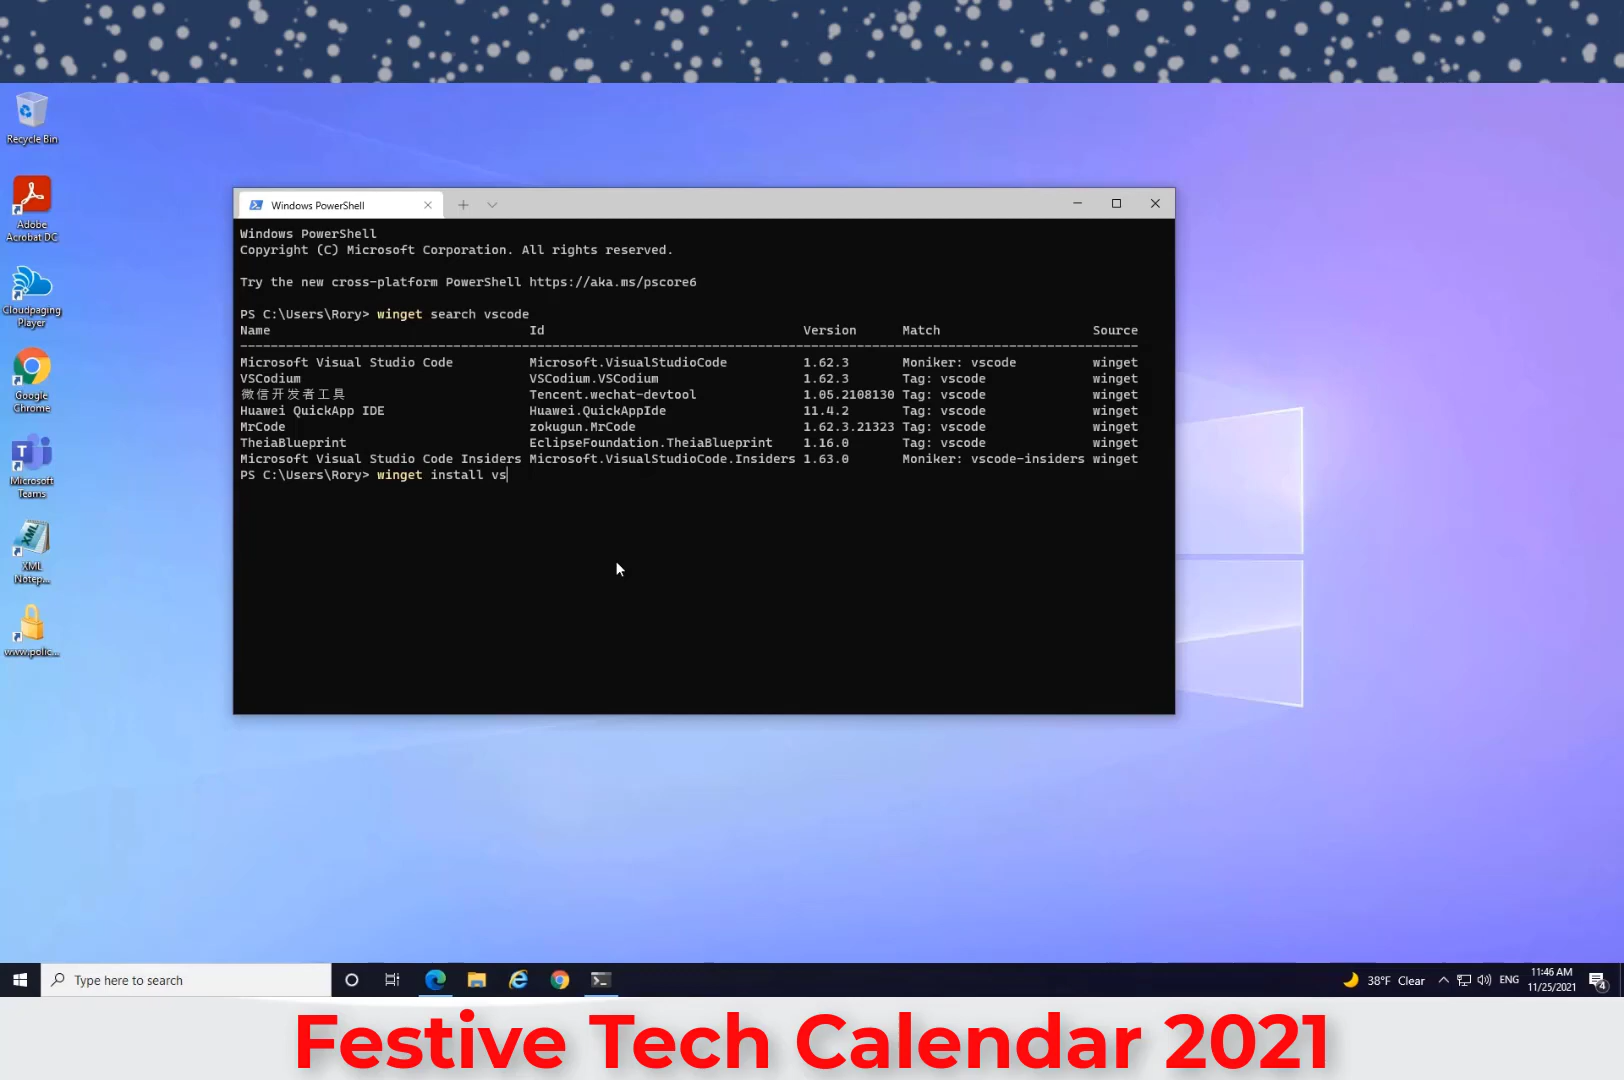 Recycle Bin
Adobe
Acrobat DC
Cloudpaging
Player
Google
Chrome
Microsoft
Teams
XML
Notep...
www.polic...
Windows PowerShell
Windows PowerShell
Copyright (C) Microsoft Corporation. All rights reserved.
Try the new cross-platform PowerShell https://aka.ms/pscore6
PS C:\Users\Rory> winget search vscode
Name Id Version Match Source
Microsoft Visual Studio Code Microsoft.VisualStudioCode 1.62.3 Moniker: vscode winget
VSCodium VSCodium.VSCodium 1.62.3 Tag: vscode winget
微信开发者工具 Tencent.wechat-devtool 1.05.2108130 Tag: vscode winget
Huawei QuickApp IDE Huawei.QuickAppIde 11.4.2 Tag: vscode winget
MrCode zokugun.MrCode 1.62.3.21323 Tag: vscode winget
TheiaBlueprint EclipseFoundation.TheiaBlueprint 1.16.0 Tag: vscode winget
Microsoft Visual Studio Code Insiders Microsoft.VisualStudioCode.Insiders 1.63.0 Moniker: vscode-insiders winget
PS C:\Users\Rory> winget install vs
Type here to search
38°F Clear
ENG
11:46 AM
11/25/2021
4
Festive Tech Calendar 2021